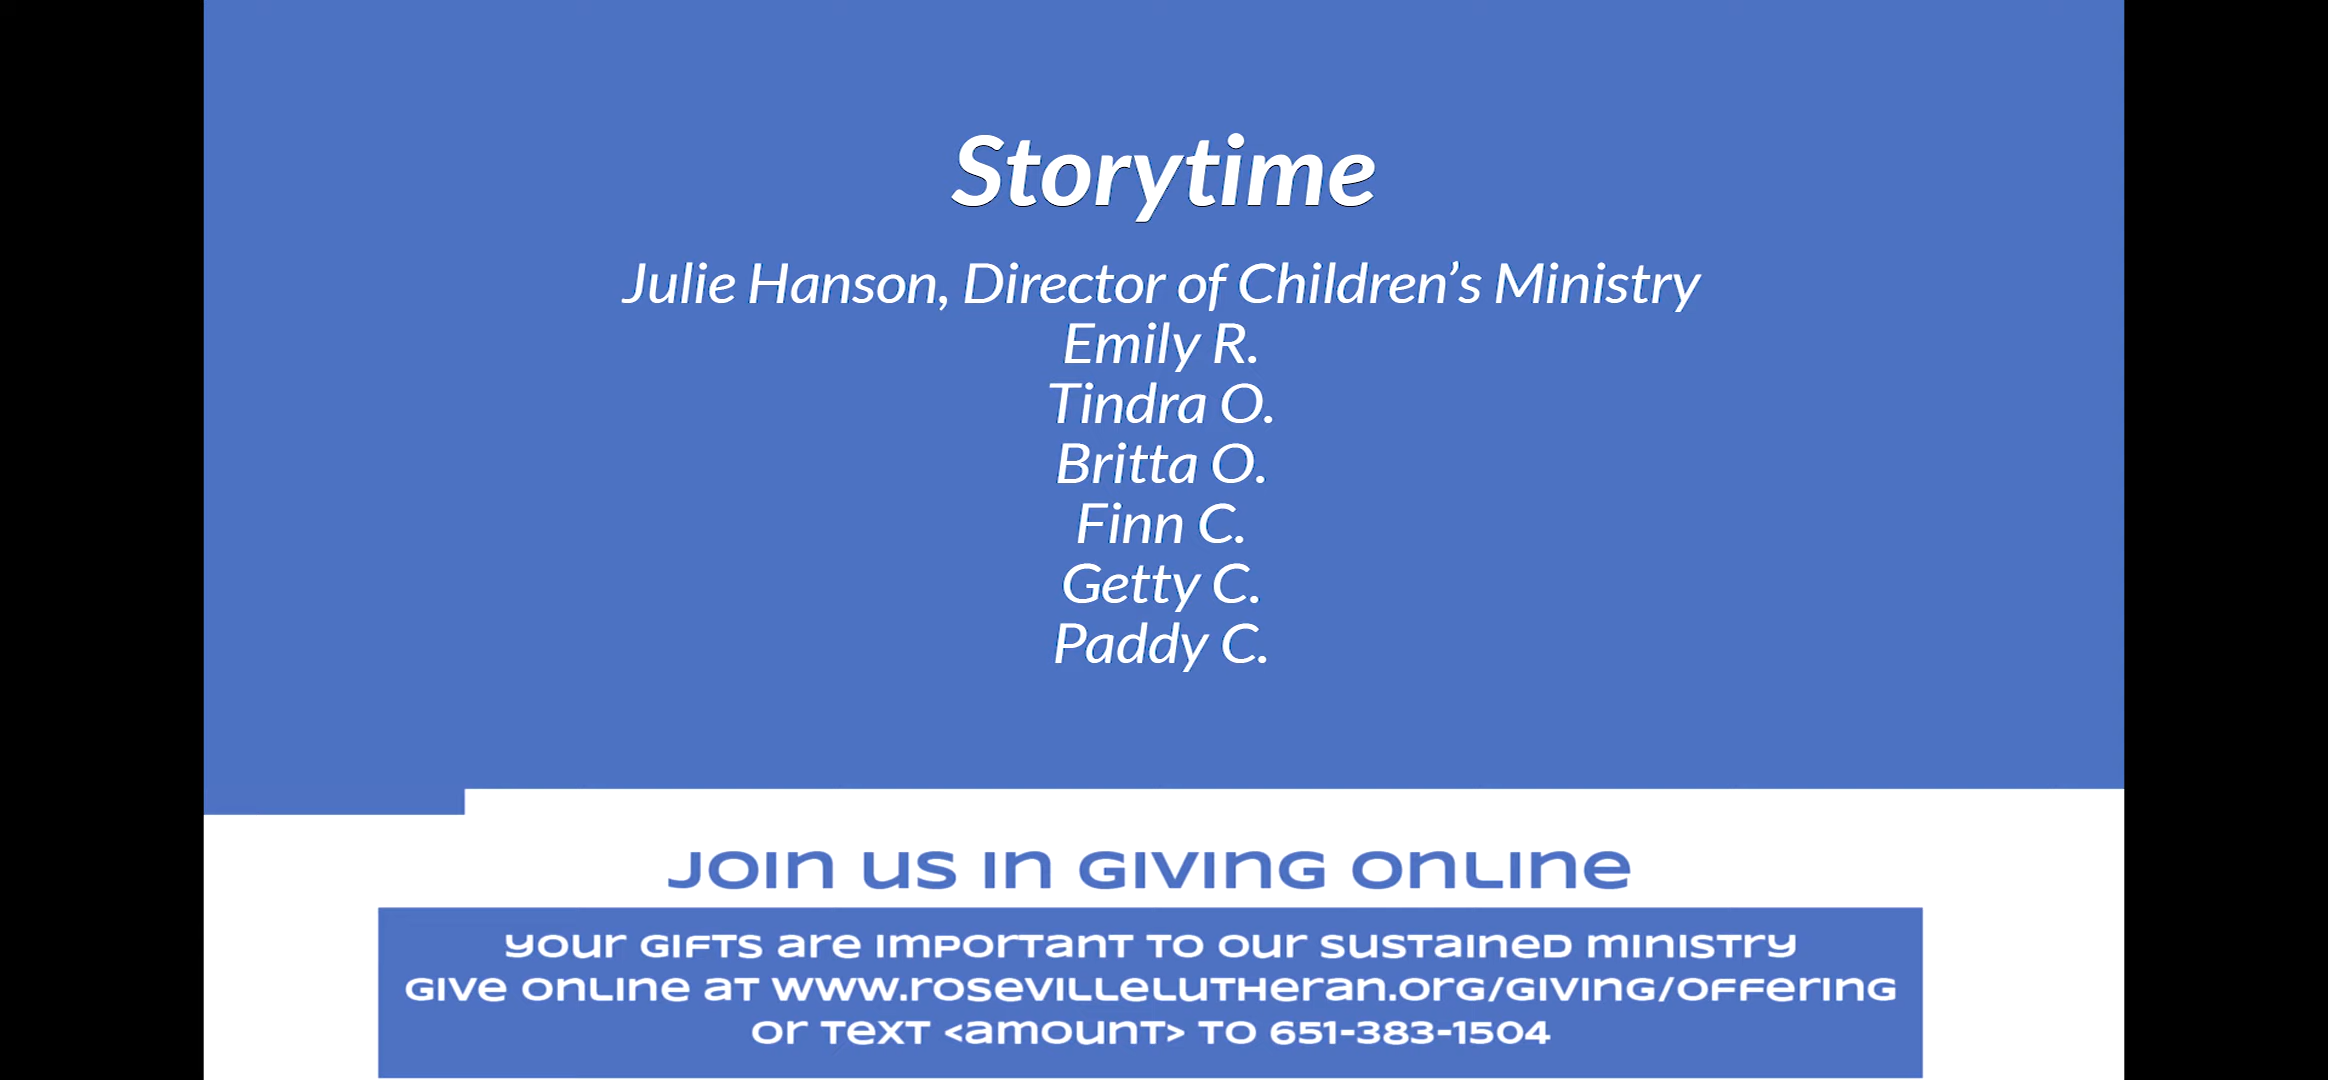 Storytime
Julie Hanson, Director of Children’s Ministry
Emily R.
Tindra O.
Britta O.
Finn C.
Getty C.
Paddy C.
Join us in giving online
your gifts are important to our sustained ministry
give online at www.rosevillelutheran.org/giving/offering
or text <amount> to 651-383-1504